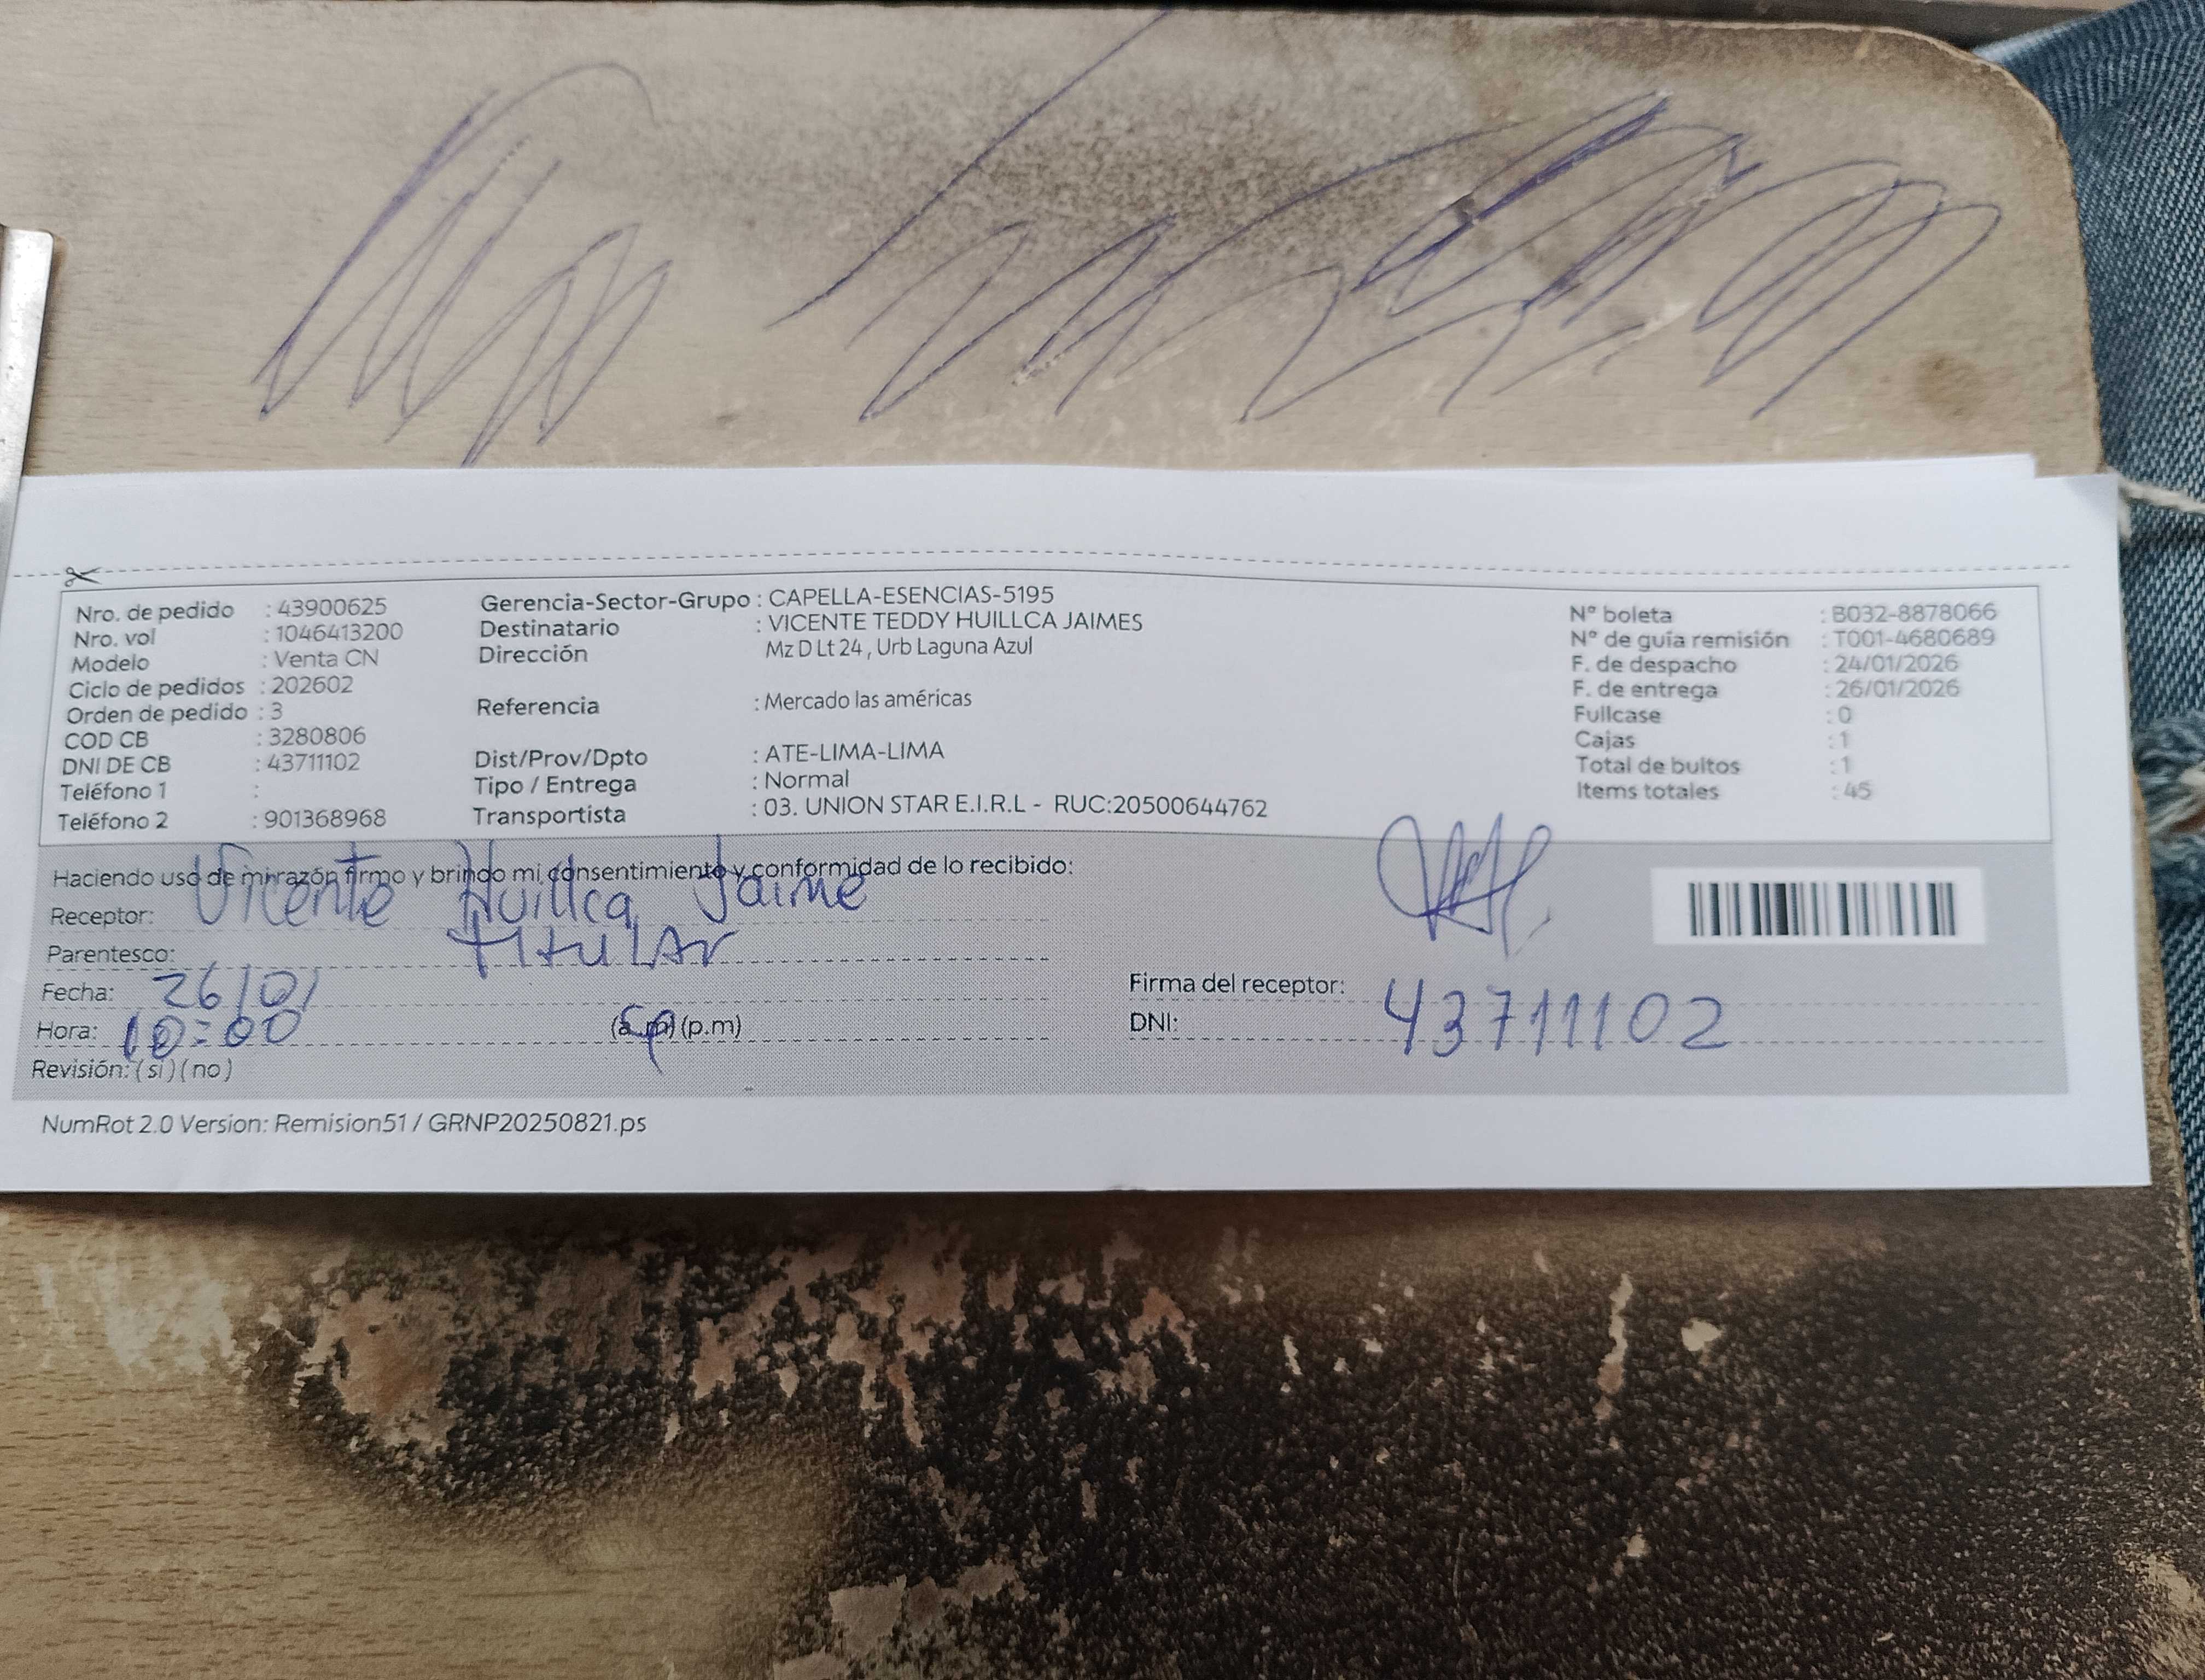 Nro. de pedido : 43900625
Nro. vol : 1046413200
Modelo : Venta CN
Ciclo de pedidos : 202602
Orden de pedido : 3
COD CB : 3280806
DNI DE CB : 43711102
Teléfono 1 :
Teléfono 2 : 901368968
Gerencia-Sector-Grupo : CAPELLA-ESENCIAS-5195
Destinatario : VICENTE TEDDY HUILLCA JAIMES
Dirección Mz D Lt 24 , Urb Laguna Azul
Referencia : Mercado las américas
Dist/Prov/Dpto : ATE-LIMA-LIMA
Tipo / Entrega : Normal
Transportista : 03. UNION STAR E.I.R.L - RUC:20500644762
N° boleta : B032-8878066
N° de guía remisión : T001-4680689
F. de despacho : 24/01/2026
F. de entrega : 26/01/2026
Fullcase : 0
Cajas : 1
Total de bultos : 1
Items totales : 45
Haciendo uso de mi razón firmo y brindo mi consentimiento y conformidad de lo recibido:
Receptor: Vicente Huillca Jaime
Parentesco: titular
Fecha: 26/01
Hora: 10:00 (a.m) (p.m)
Revisión: (si) (no)
Firma del receptor:
DNI: 43711102
NumRot 2.0 Version: Remision51 / GRNP20250821.ps